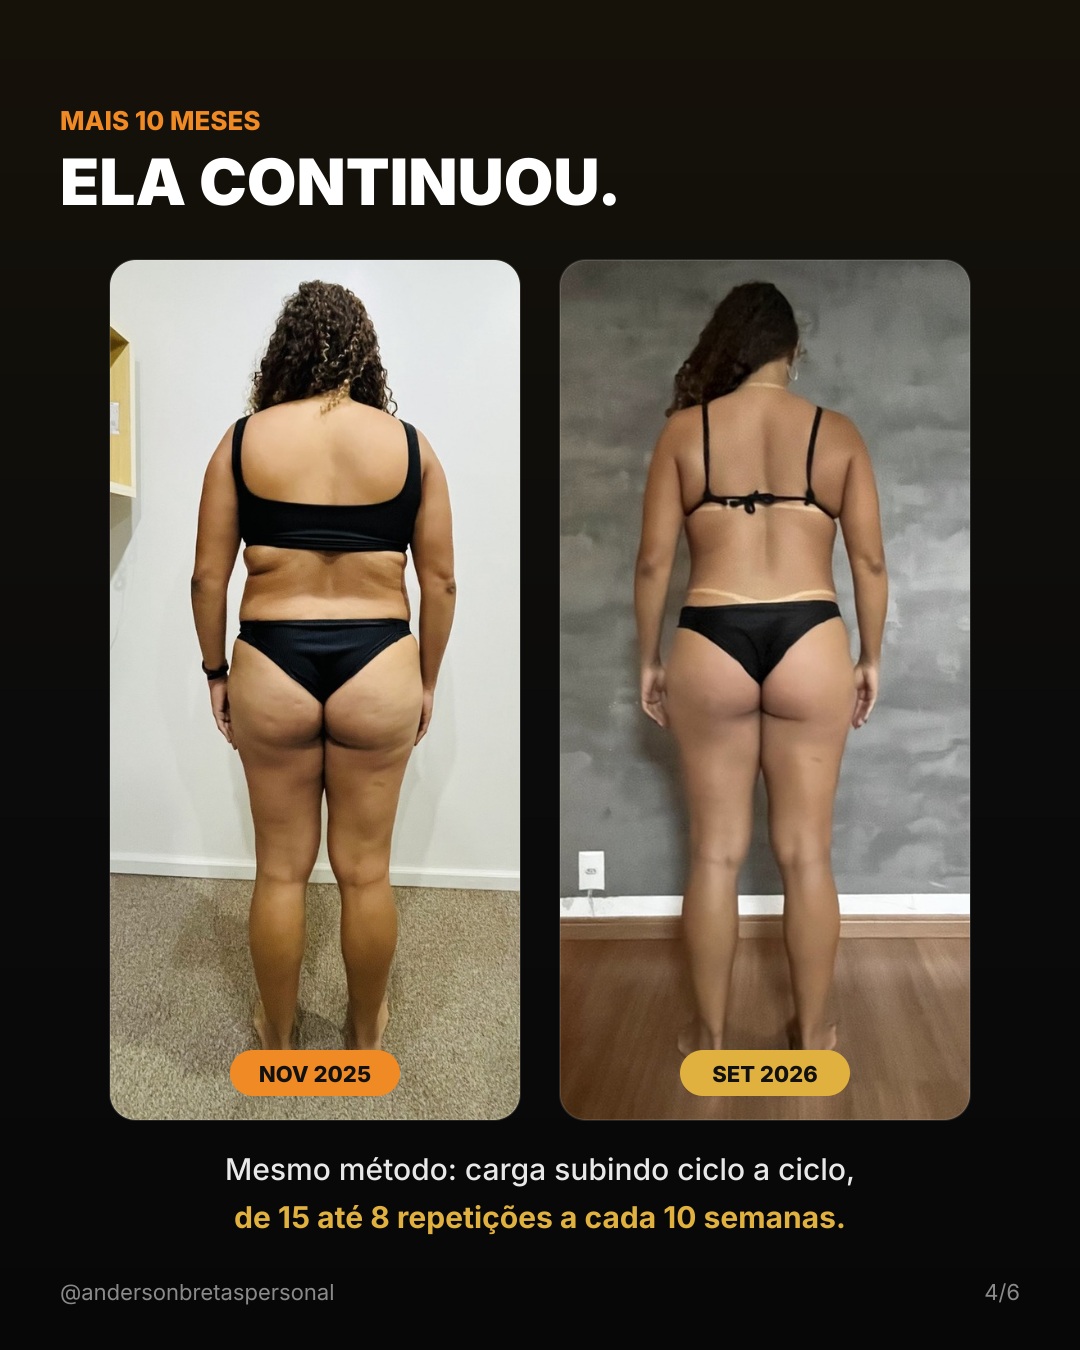 MAIS 10 MESES
ELA CONTINUOU.
NOV 2025
SET 2026
Mesmo método: carga subindo ciclo a ciclo,
de 15 até 8 repetições a cada 10 semanas.
@andersonbretaspersonal
4/6